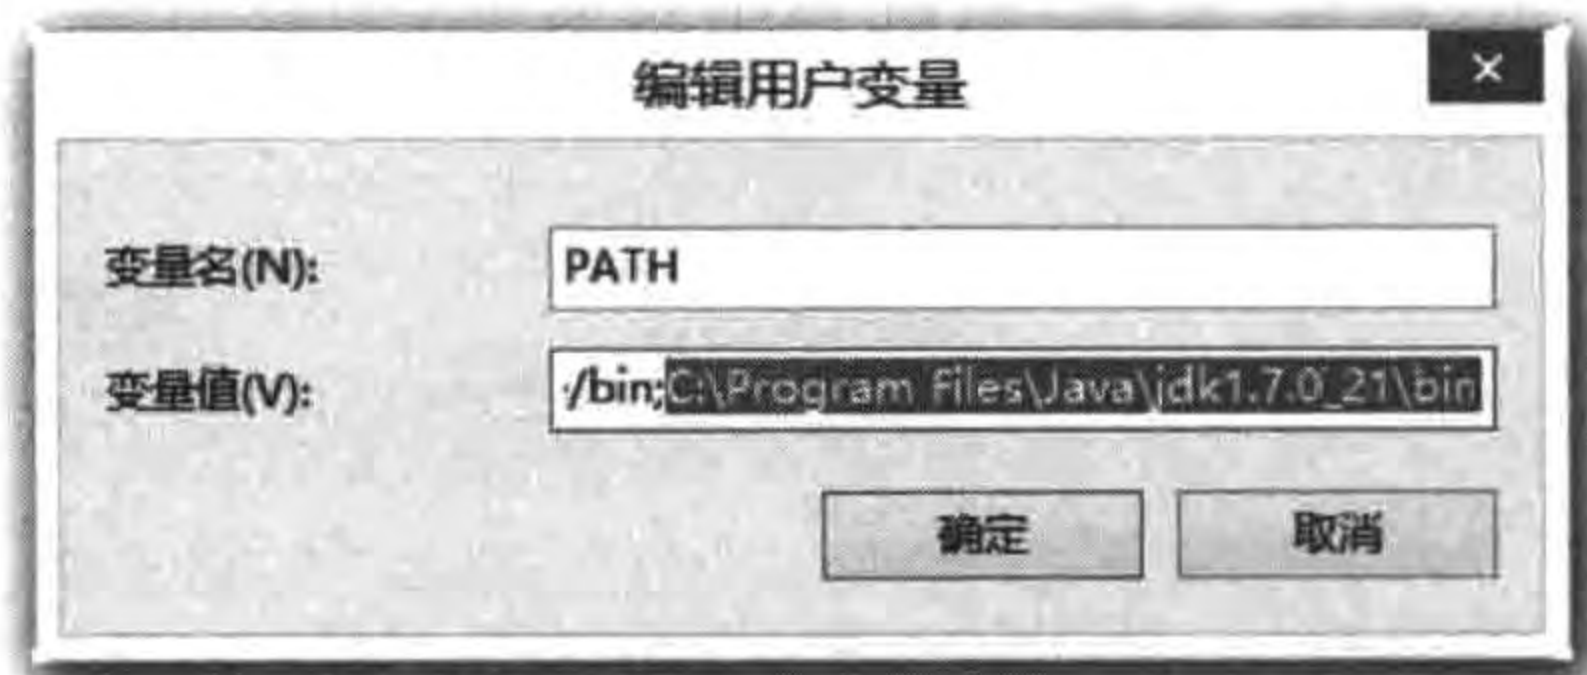 编辑用户变量
×
变量名(N):
PATH
变量值(V):
/bin;C:\Program Files\Java\jdk1.7.0_21\bin
确定
取消